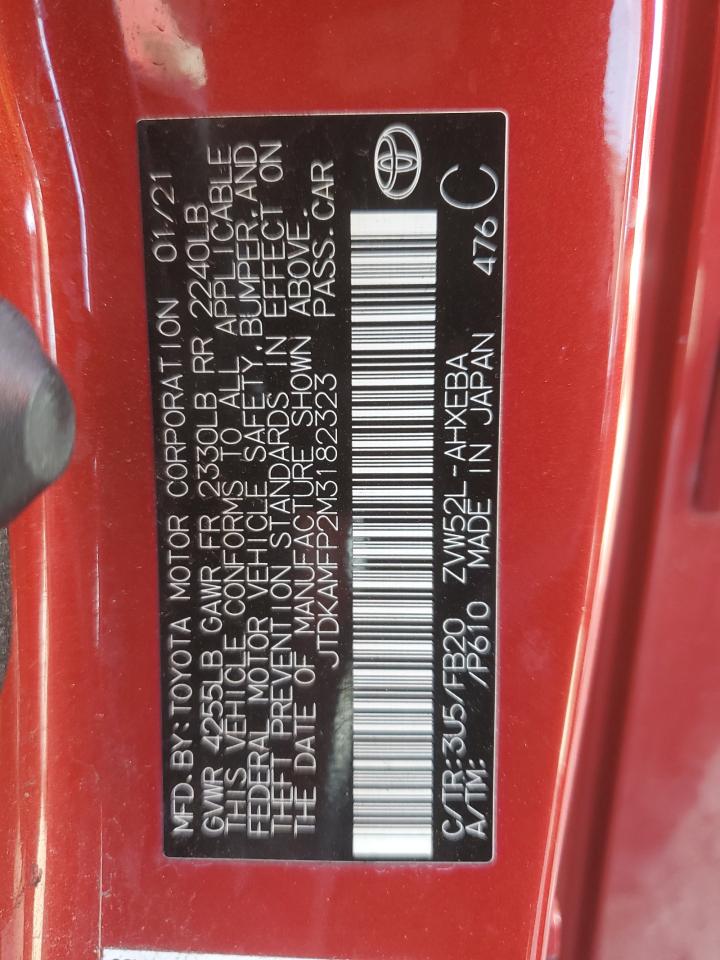 MFD. BY: TOYOTA MOTOR CORPORATION 01/21
GVWR 4255LB GAWR FR 2330LB RR 2240LB
THIS VEHICLE CONFORMS TO ALL APPLICABLE
FEDERAL MOTOR VEHICLE SAFETY, BUMPER, AND
THEFT PREVENTION STANDARDS IN EFFECT ON
THE DATE OF MANUFACTURE SHOWN ABOVE.
JTDKAMFP2M3182323 PASS. CAR
C/TR: 3U5/FB20 ZVW52L-AHXEBA
A/TM: /P610 MADE IN JAPAN 476 C